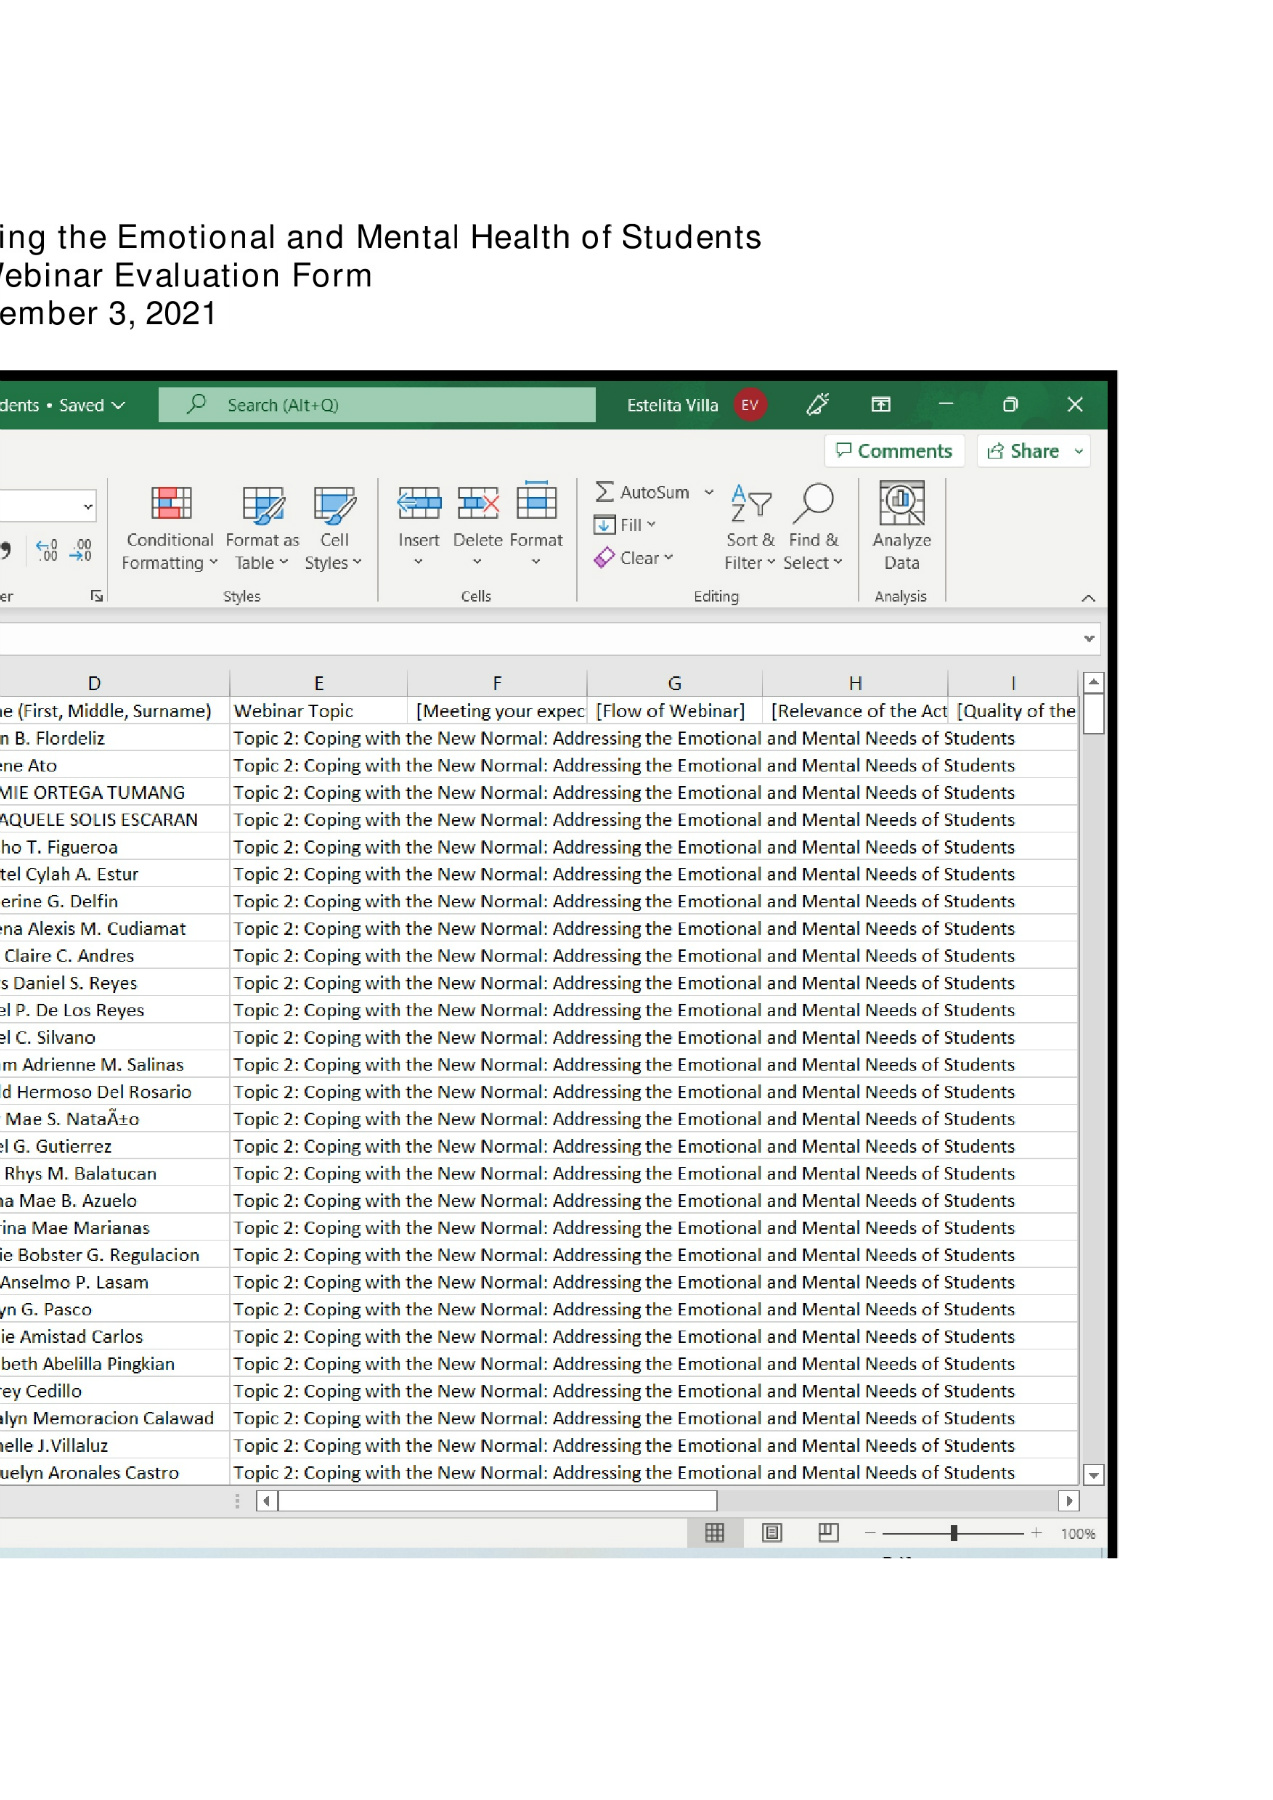 ing the Emotional and Mental Health of Students
Webinar Evaluation Form
ember 3, 2021
dents • Saved
Search (Alt+Q)
Estelita Villa EV
Comments Share
Conditional Formatting
Format as Table
Cell Styles
Insert Delete Format
AutoSum
Fill
Clear
Sort & Filter
Find & Select
Analyze Data
er Styles Cells Editing Analysis
D E F G H I
e (First, Middle, Surname) Webinar Topic [Meeting your expec [Flow of Webinar] [Relevance of the Act [Quality of the
n B. Flordeliz Topic 2: Coping with the New Normal: Addressing the Emotional and Mental Needs of Students
ene Ato Topic 2: Coping with the New Normal: Addressing the Emotional and Mental Needs of Students
MIE ORTEGA TUMANG Topic 2: Coping with the New Normal: Addressing the Emotional and Mental Needs of Students
AQUELE SOLIS ESCARAN Topic 2: Coping with the New Normal: Addressing the Emotional and Mental Needs of Students
ho T. Figueroa Topic 2: Coping with the New Normal: Addressing the Emotional and Mental Needs of Students
tel Cylah A. Estur Topic 2: Coping with the New Normal: Addressing the Emotional and Mental Needs of Students
erine G. Delfin Topic 2: Coping with the New Normal: Addressing the Emotional and Mental Needs of Students
ena Alexis M. Cudiamat Topic 2: Coping with the New Normal: Addressing the Emotional and Mental Needs of Students
Claire C. Andres Topic 2: Coping with the New Normal: Addressing the Emotional and Mental Needs of Students
s Daniel S. Reyes Topic 2: Coping with the New Normal: Addressing the Emotional and Mental Needs of Students
el P. De Los Reyes Topic 2: Coping with the New Normal: Addressing the Emotional and Mental Needs of Students
el C. Silvano Topic 2: Coping with the New Normal: Addressing the Emotional and Mental Needs of Students
m Adrienne M. Salinas Topic 2: Coping with the New Normal: Addressing the Emotional and Mental Needs of Students
ld Hermoso Del Rosario Topic 2: Coping with the New Normal: Addressing the Emotional and Mental Needs of Students
Mae S. NataÃ±o Topic 2: Coping with the New Normal: Addressing the Emotional and Mental Needs of Students
el G. Gutierrez Topic 2: Coping with the New Normal: Addressing the Emotional and Mental Needs of Students
Rhys M. Balatucan Topic 2: Coping with the New Normal: Addressing the Emotional and Mental Needs of Students
na Mae B. Azuelo Topic 2: Coping with the New Normal: Addressing the Emotional and Mental Needs of Students
rina Mae Marianas Topic 2: Coping with the New Normal: Addressing the Emotional and Mental Needs of Students
ie Bobster G. Regulacion Topic 2: Coping with the New Normal: Addressing the Emotional and Mental Needs of Students
Anselmo P. Lasam Topic 2: Coping with the New Normal: Addressing the Emotional and Mental Needs of Students
yn G. Pasco Topic 2: Coping with the New Normal: Addressing the Emotional and Mental Needs of Students
ie Amistad Carlos Topic 2: Coping with the New Normal: Addressing the Emotional and Mental Needs of Students
beth Abelilla Pingkian Topic 2: Coping with the New Normal: Addressing the Emotional and Mental Needs of Students
rey Cedillo Topic 2: Coping with the New Normal: Addressing the Emotional and Mental Needs of Students
alyn Memoracion Calawad Topic 2: Coping with the New Normal: Addressing the Emotional and Mental Needs of Students
nelle J.Villaluz Topic 2: Coping with the New Normal: Addressing the Emotional and Mental Needs of Students
uelyn Aronales Castro Topic 2: Coping with the New Normal: Addressing the Emotional and Mental Needs of Students
100%